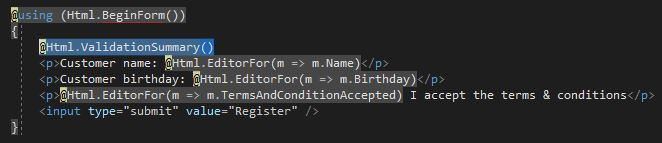 @using (Html.BeginForm())
{
@Html.ValidationSummary()
<p>Customer name: @Html.EditorFor(m => m.Name)</p>
<p>Customer birthday: @Html.EditorFor(m => m.Birthday)</p>
<p>@Html.EditorFor(m => m.TermsAndConditionAccepted) I accept the terms & conditions</p>
<input type="submit" value="Register" />
}